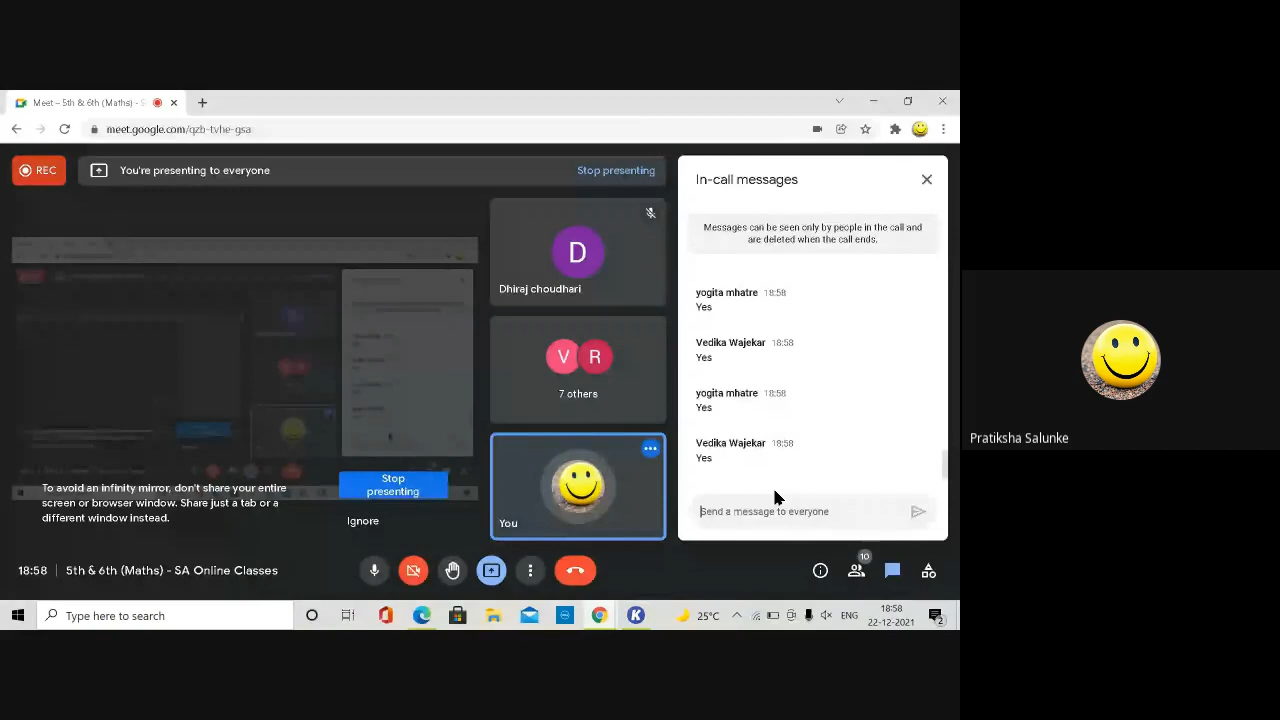 Meet – 5th & 6th (Maths) - S
meet.google.com/qzb-tvhe-gsa
REC
You're presenting to everyone
Stop presenting
In-call messages
Messages can be seen only by people in the call and
are deleted when the call ends.
D
Dhiraj choudhari
V R
7 others
You
yogita mhatre 18:58
Yes
Vedika Wajekar 18:58
Yes
yogita mhatre 18:58
Yes
Vedika Wajekar 18:58
Yes
Send a message to everyone
To avoid an infinity mirror, don't share your entire
screen or browser window. Share just a tab or a
different window instead.
Stop
presenting
Ignore
18:58 | 5th & 6th (Maths) - SA Online Classes
10
Type here to search
25°C
ENG
18:58
22-12-2021
2
Pratiksha Salunke